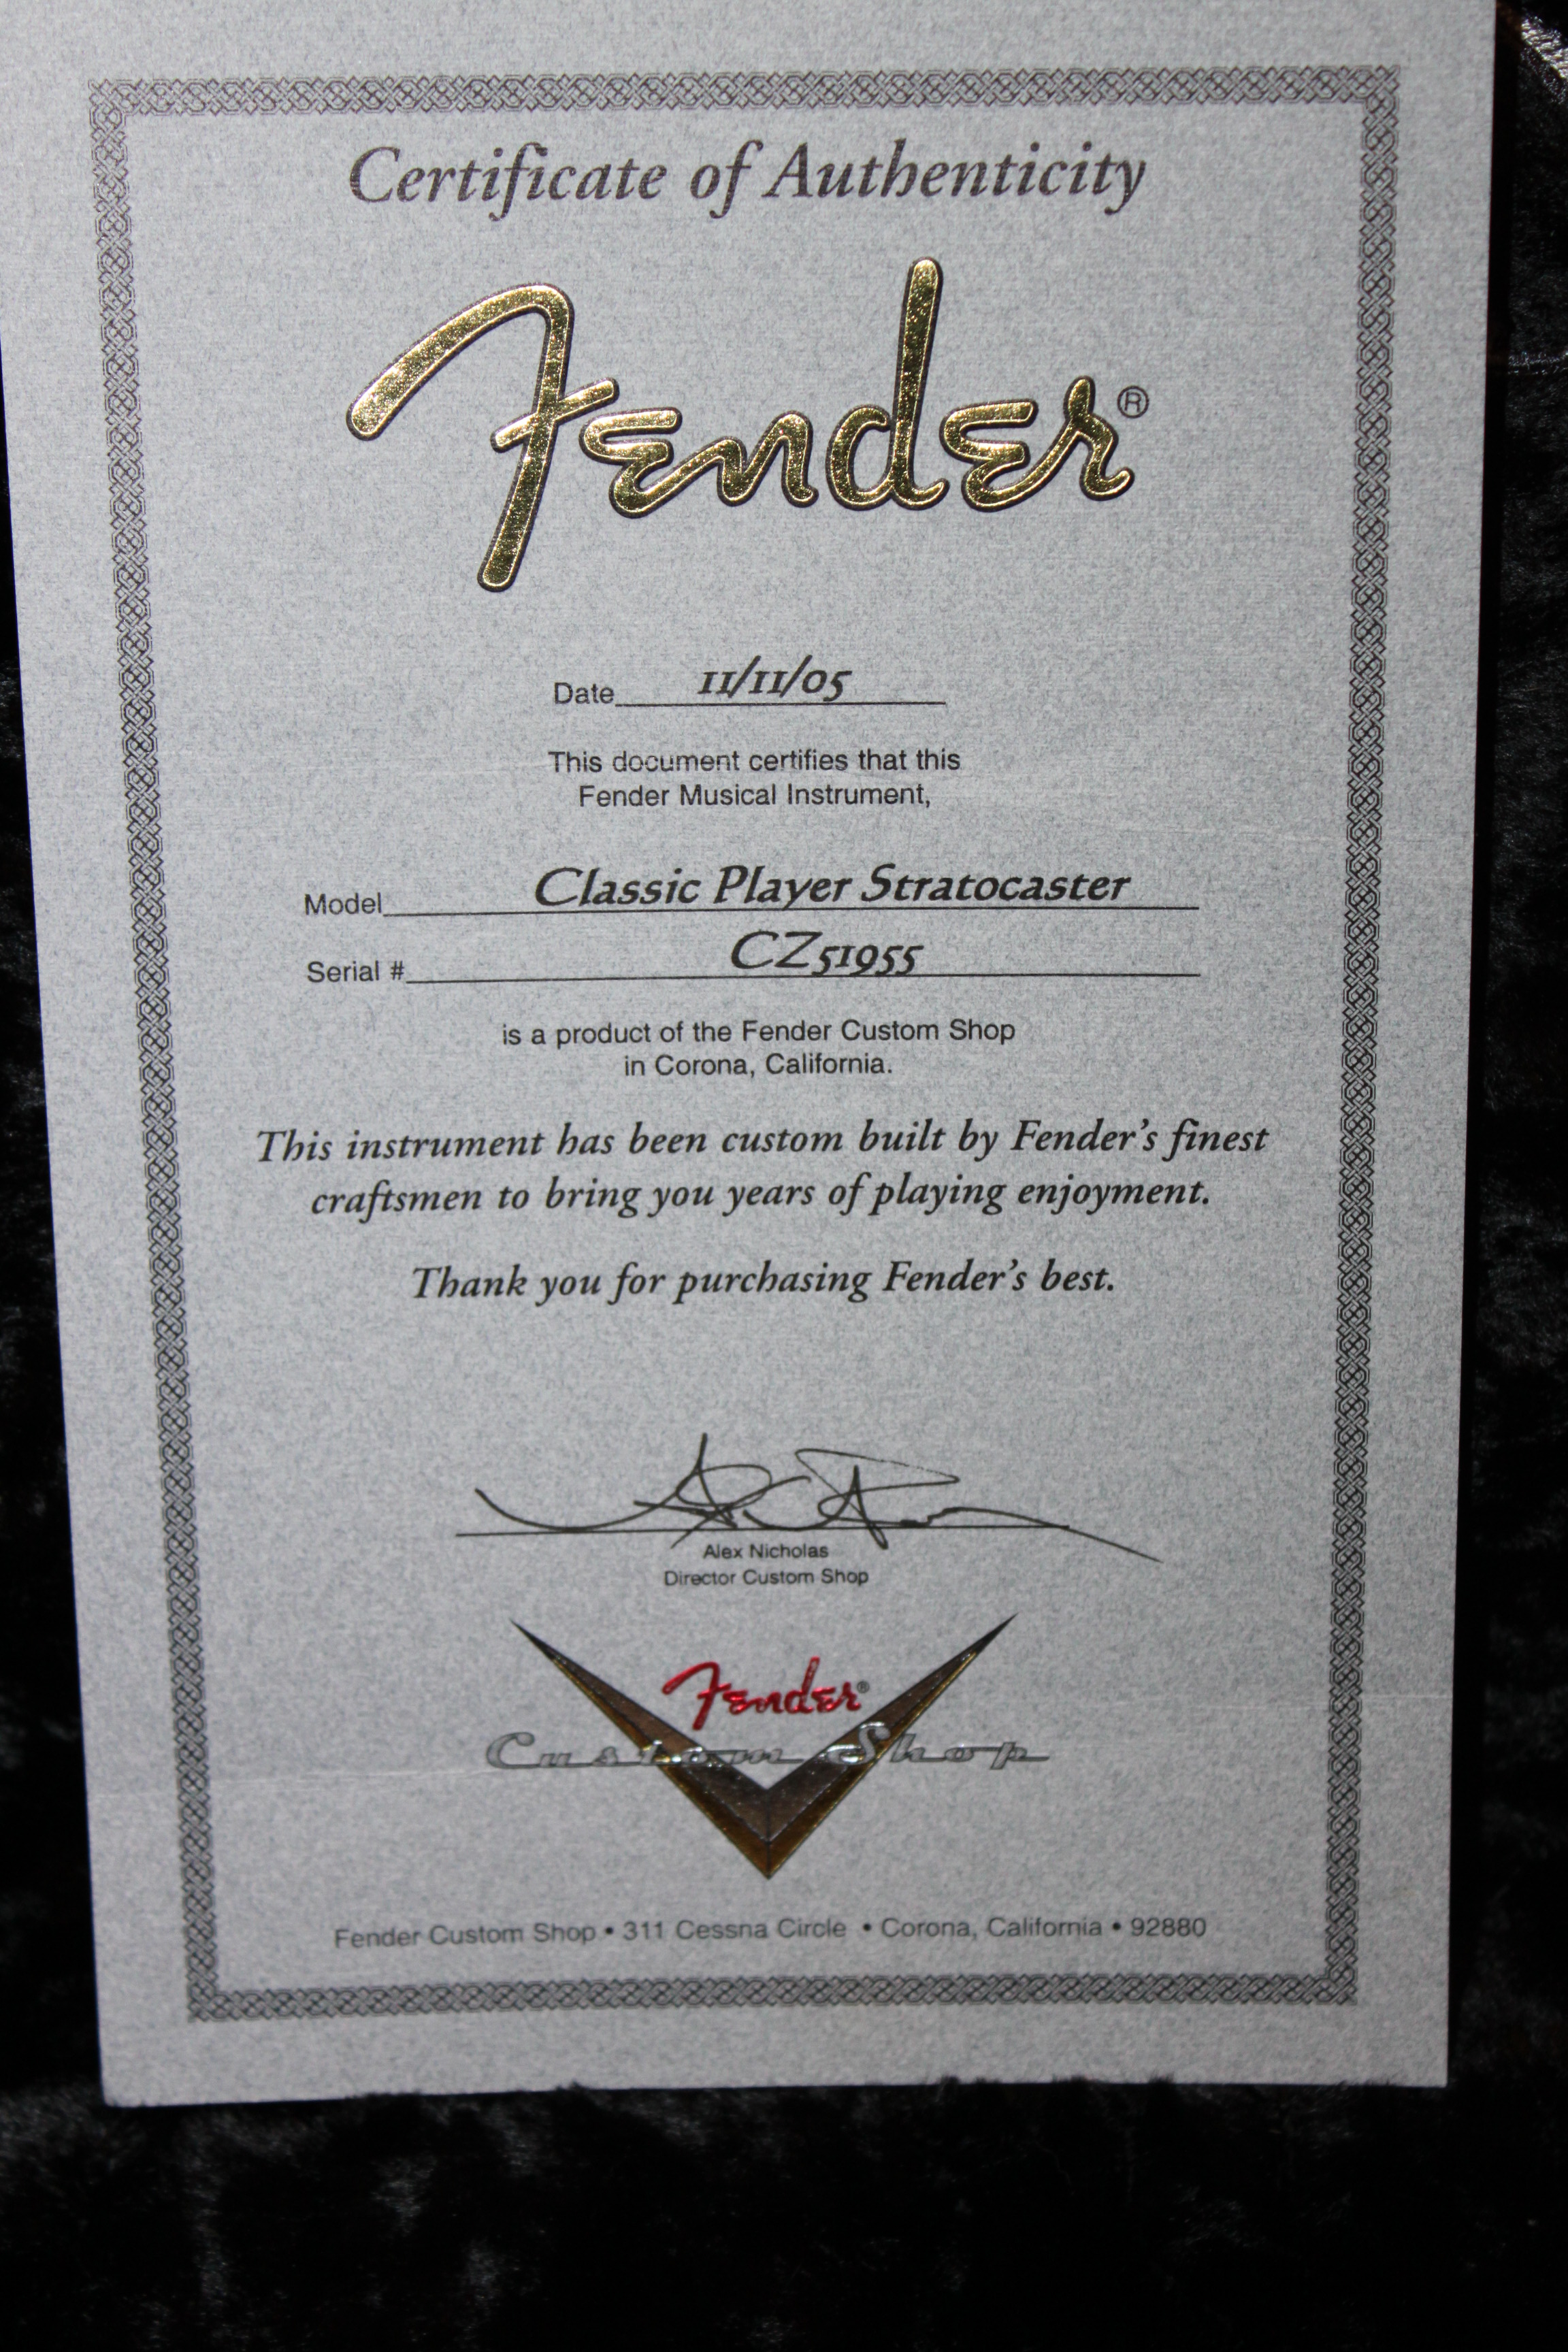 Certificate of Authenticity
Fender®
Date 11/11/05
This document certifies that this
Fender Musical Instrument,
Model Classic Player Stratocaster
Serial # CZ51955
is a product of the Fender Custom Shop
in Corona, California.
This instrument has been custom built by Fender's finest
craftsmen to bring you years of playing enjoyment.
Thank you for purchasing Fender's best.
Alex Nicholas
Director Custom Shop
Fender®
Custom Shop
Fender Custom Shop • 311 Cessna Circle • Corona, California • 92880